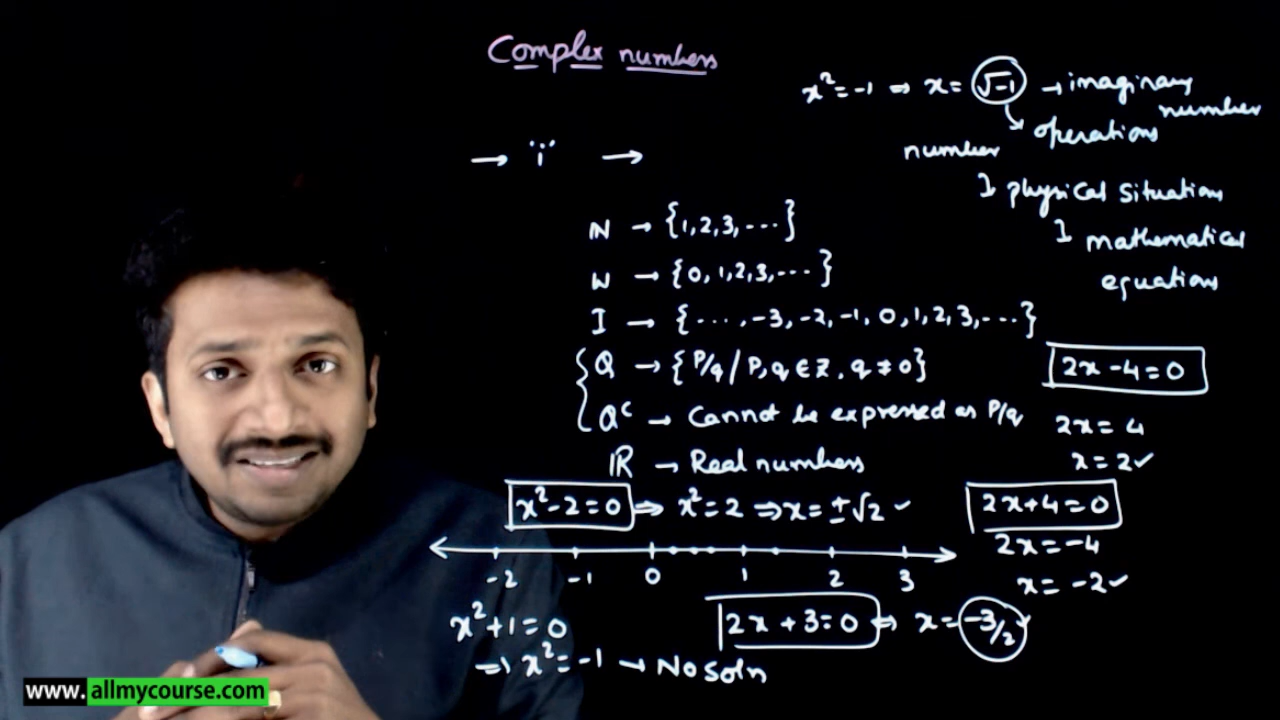 Complex numbers
x² = -1 ⇒ x = √-1 → imaginary number
→ operations
→ "i" →
number
↓ physical situations
↓ mathematical equations
N → {1, 2, 3, ....}
W → {0, 1, 2, 3, ....}
I → {...., -3, -2, -1, 0, 1, 2, 3, ....}
Q → {P/q / P, q ∈ Z, q ≠ 0}
Qᶜ → Cannot be expressed as P/q
IR → Real numbers
2x - 4 = 0
2x = 4
x = 2 ✓
x² - 2 = 0 ⇒ x² = 2 ⇒ x = ±√2 ✓
2x + 4 = 0
2x = -4
x = -2 ✓
-2 -1 0 1 2 3
2x + 3 = 0 ⇒ x = -3/2 ✓
x² + 1 = 0
⇒ x² = -1 → No soln
www.allmycourse.com